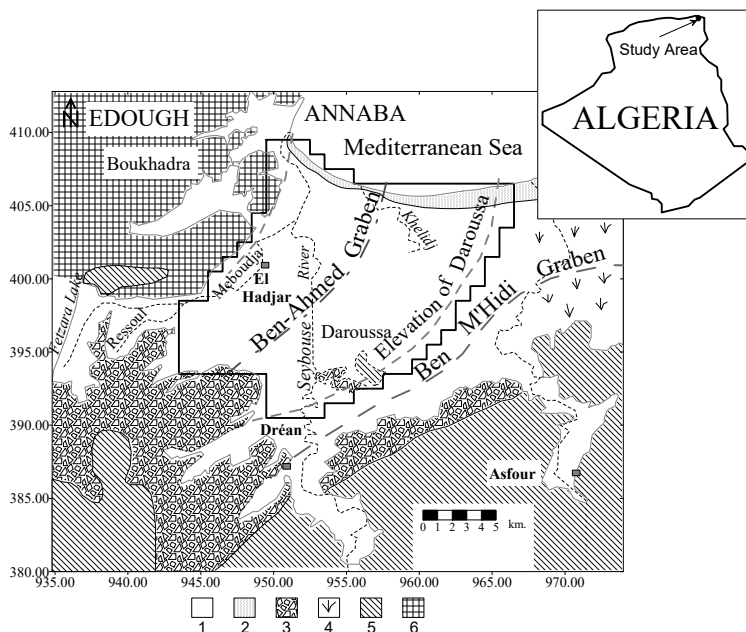 Study Area
ALGERIA
N
EDOUGH
ANNABA
Mediterranean Sea
Boukhadra
410.00
405.00
400.00
395.00
390.00
385.00
380.00
Khelidj
Ben-Ahmed Graben
Elevation of Daroussa
Ben M'Hidi Graben
Meboudja
El
Hadjar
Seybouse River
Fetzara Lake
Ressoul
Daroussa
Dréan
Asfour
0 1 2 3 4 5 km.
935.00 940.00 945.00 950.00 955.00 960.00 965.00 970.00
1 2 3 4 5 6